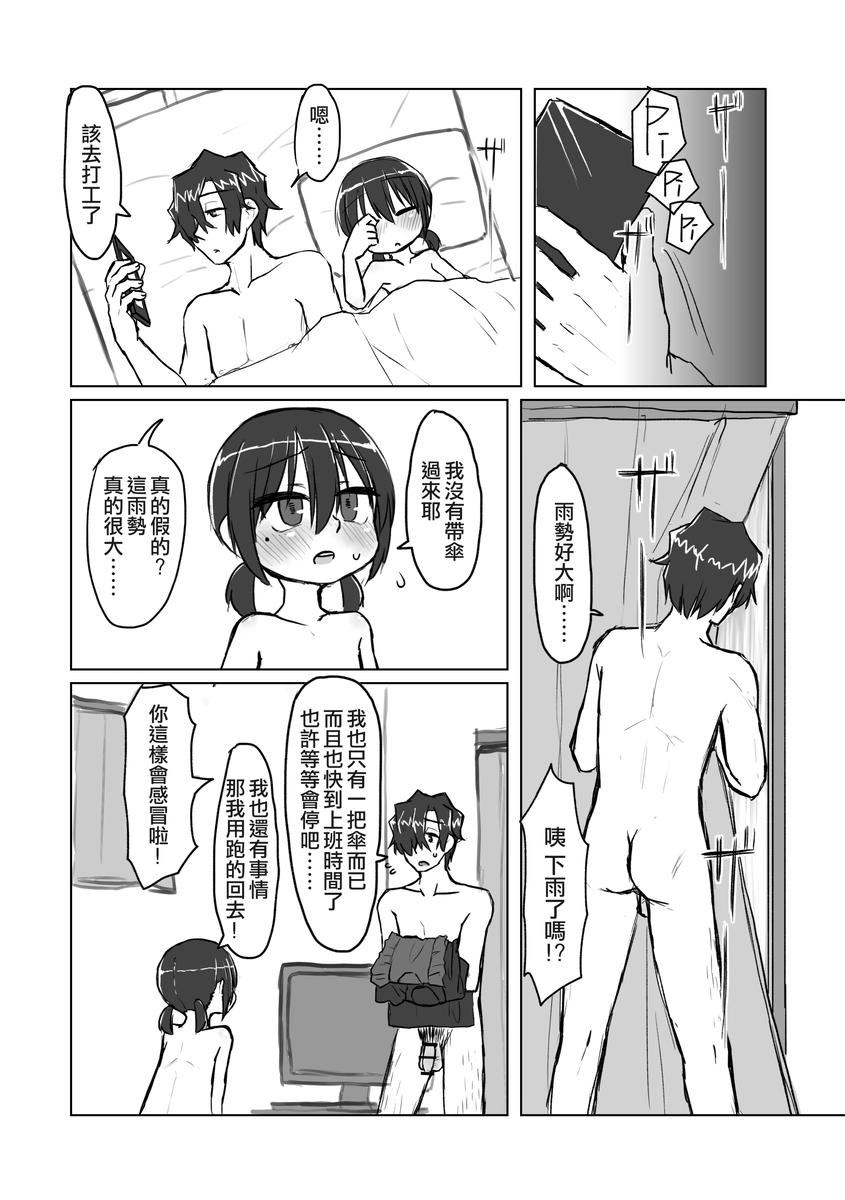 Pi
Pi
Pi
ザ
ザ
嗯……
ザ
該去打工了
ザ
雨勢好大啊……
咦 下雨了嗎!?
ザ
我沒有帶傘
過來耶
真的假的？
這雨勢
真的很大……
我也只有一把傘而已
而且也快到上班時間了
也許等等會停吧……
我也還有事情
那我用跑的回去！
你這樣會感冒啦！